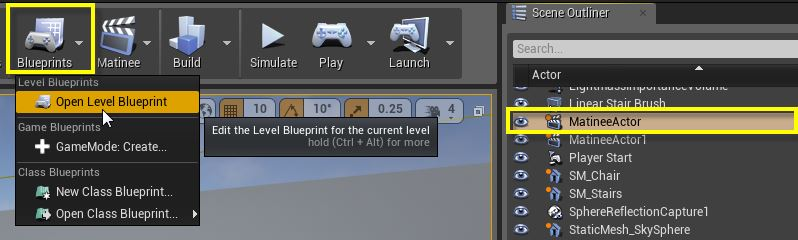 Blueprints
Matinee
Build
Simulate
Play
Launch
Level Blueprints
Open Level Blueprint
10
10°
0.25
4
Edit the Level Blueprint for the current level
hold (Ctrl + Alt) for more
Game Blueprints
GameMode: Create...
Class Blueprints
New Class Blueprint...
Open Class Blueprint...
Scene Outliner
Search...
Actor
LightmassImportanceVolume
Linear Stair Brush
MatineeActor
MatineeActor1
Player Start
SM_Chair
SM_Stairs
SphereReflectionCapture1
StaticMesh_SkySphere